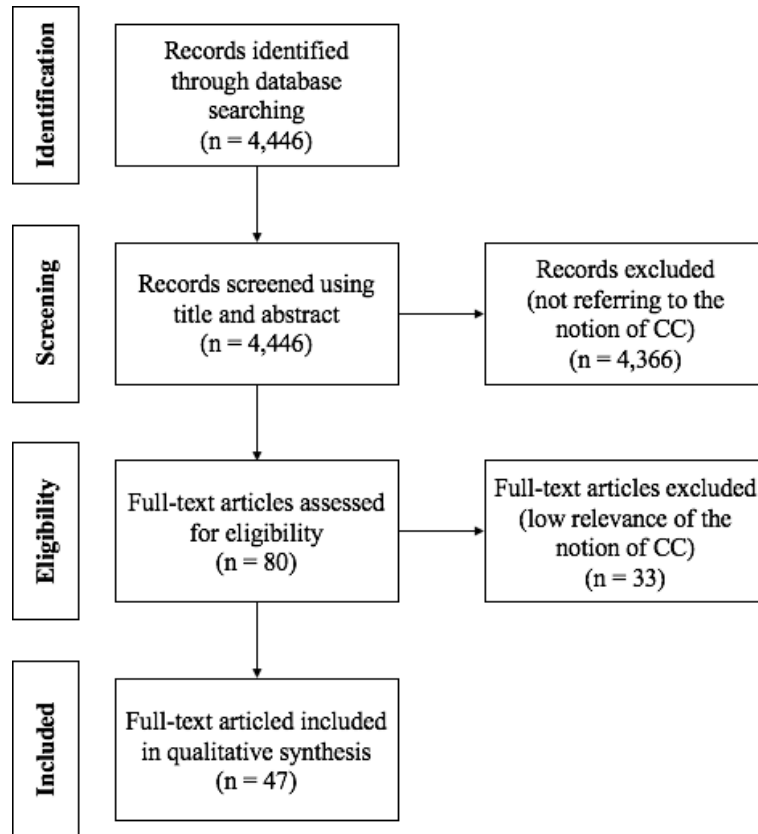 Identification
Records identified
through database
searching
(n = 4,446)
Screening
Records screened using
title and abstract
(n = 4,446)
Records excluded
(not referring to the
notion of CC)
(n = 4,366)
Eligibility
Full-text articles assessed
for eligibility
(n = 80)
Full-text articles excluded
(low relevance of the
notion of CC)
(n = 33)
Included
Full-text articled included
in qualitative synthesis
(n = 47)